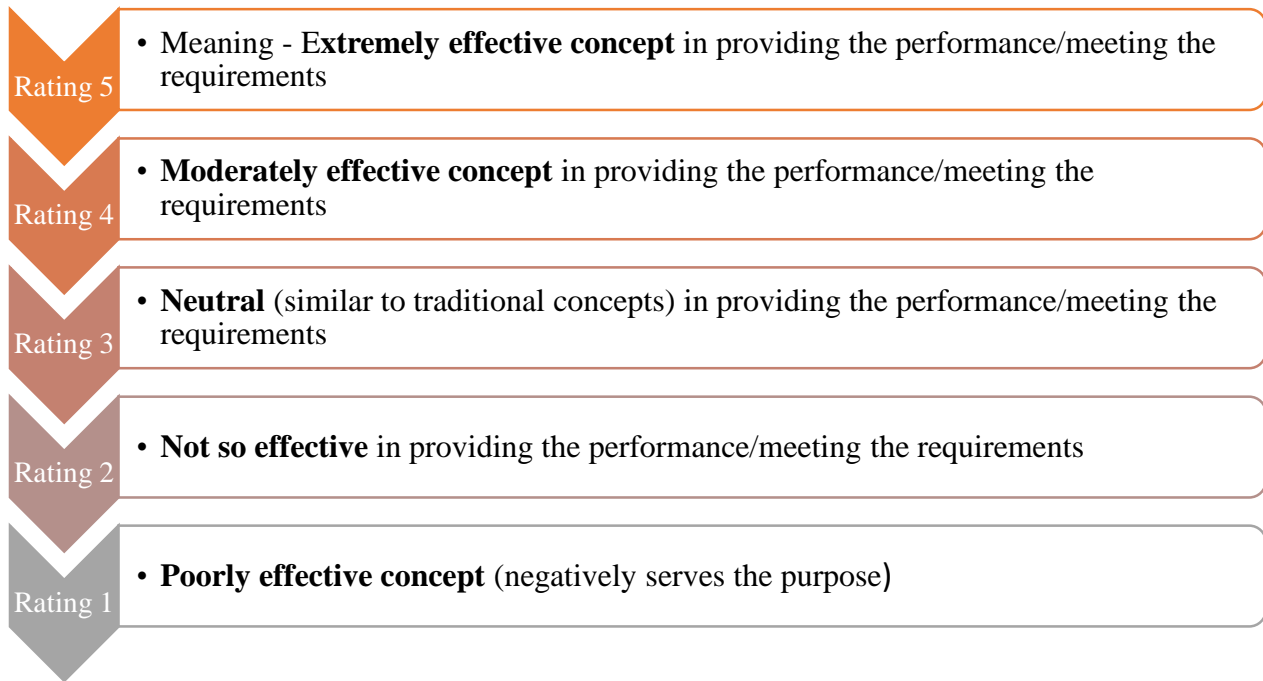 Rating 5
• Meaning - Extremely effective concept in providing the performance/meeting the
requirements
Rating 4
• Moderately effective concept in providing the performance/meeting the
requirements
Rating 3
• Neutral (similar to traditional concepts) in providing the performance/meeting the
requirements
Rating 2
• Not so effective in providing the performance/meeting the requirements
Rating 1
• Poorly effective concept (negatively serves the purpose)